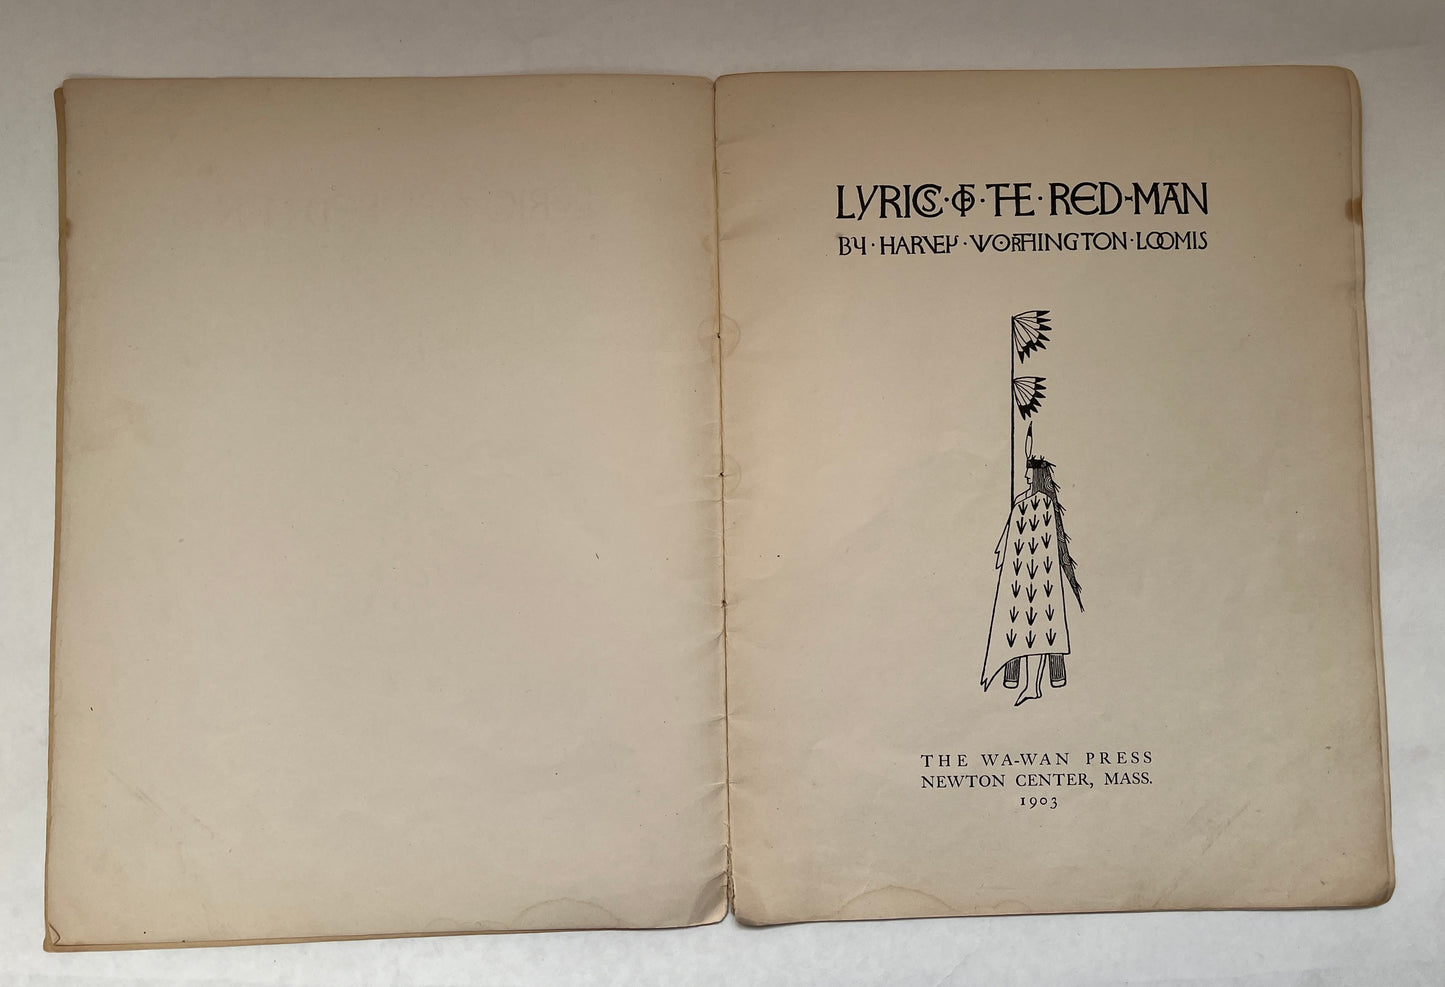 LYRICS · OF · THE · RED-MAN
BY · HARVEY · WORTHINGTON · LOOMIS
THE WA-WAN PRESS
NEWTON CENTER, MASS.
1903